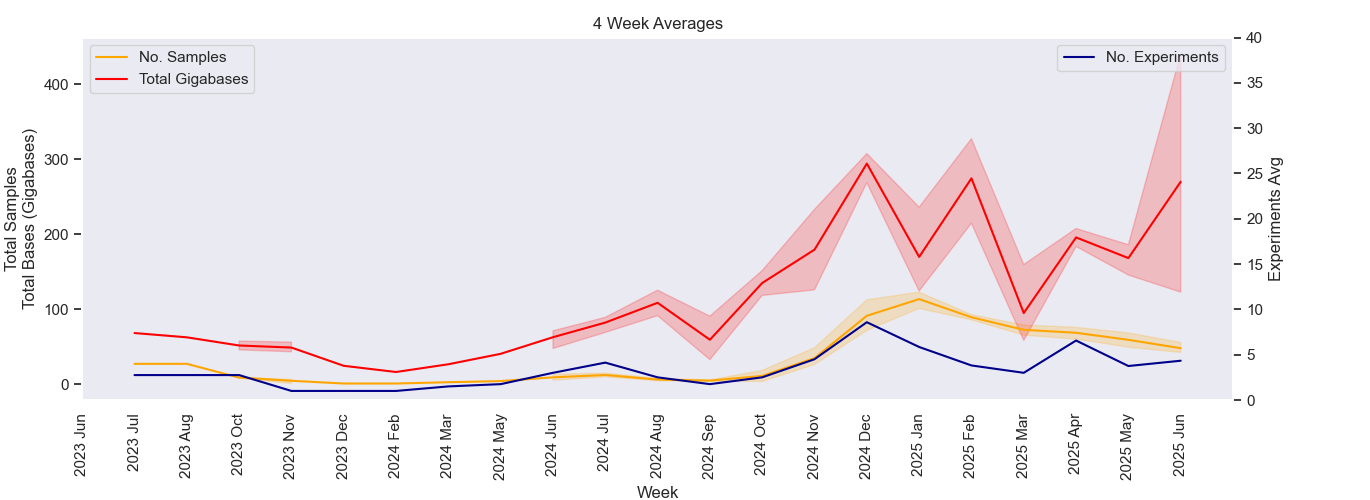 4 Week Averages
No. Samples
Total Gigabases
No. Experiments
Total Samples
Total Bases (Gigabases)
400
300
200
100
0
40
35
30
25
20
15
10
5
0
Experiments Avg
2023 Jun
2023 Jul
2023 Aug
2023 Oct
2023 Nov
2023 Dec
2024 Feb
2024 Mar
2024 May
2024 Jun
2024 Jul
2024 Aug
2024 Sep
2024 Oct
2024 Nov
2024 Dec
2025 Jan
2025 Feb
2025 Mar
2025 Apr
2025 May
2025 Jun
Week